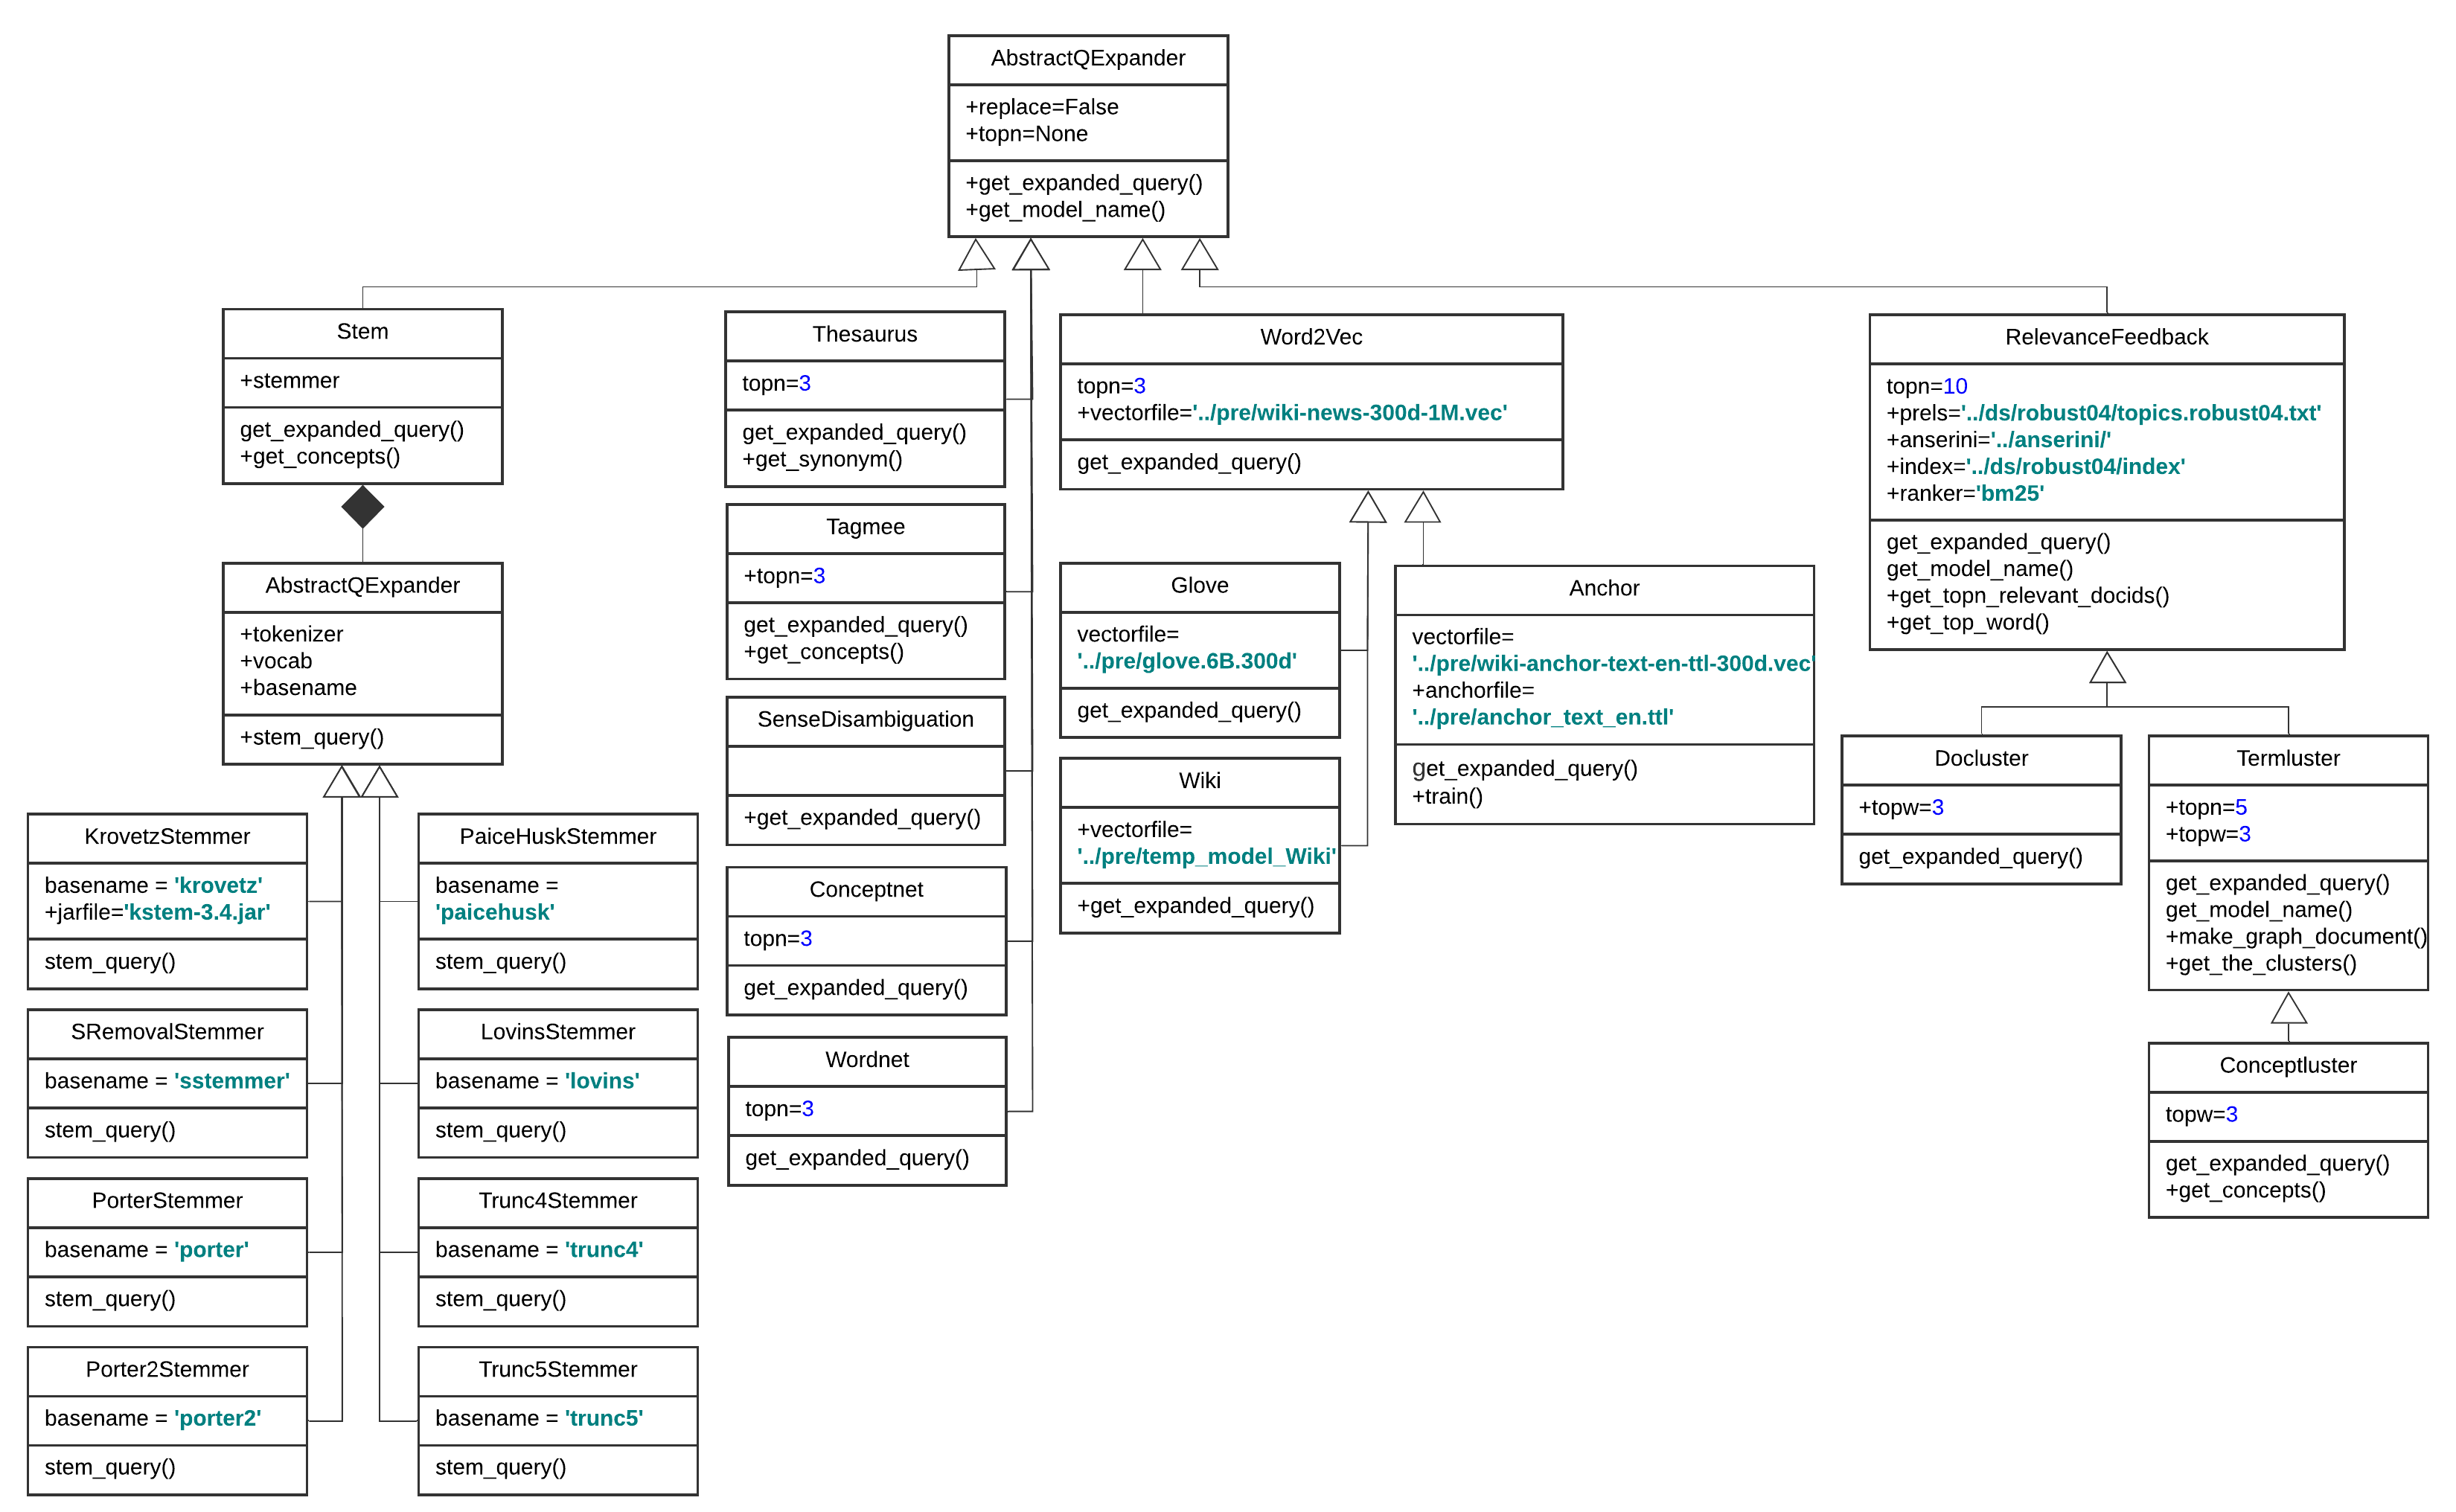 AbstractQExpander
+replace=False
+topn=None
+get_expanded_query()
+get_model_name()
Stem
+stemmer
get_expanded_query()
+get_concepts()
AbstractQExpander
+tokenizer
+vocab
+basename
+stem_query()
KrovetzStemmer
basename = 'krovetz'
+jarfile='kstem-3.4.jar'
stem_query()
SRemovalStemmer
basename = 'sstemmer'
stem_query()
PorterStemmer
basename = 'porter'
stem_query()
Porter2Stemmer
basename = 'porter2'
stem_query()
PaiceHuskStemmer
basename =
'paicehusk'
stem_query()
LovinsStemmer
basename = 'lovins'
stem_query()
Trunc4Stemmer
basename = 'trunc4'
stem_query()
Trunc5Stemmer
basename = 'trunc5'
stem_query()
Thesaurus
topn=3
get_expanded_query()
+get_synonym()
Tagmee
+topn=3
get_expanded_query()
+get_concepts()
SenseDisambiguation
+get_expanded_query()
Conceptnet
topn=3
get_expanded_query()
Wordnet
topn=3
get_expanded_query()
Word2Vec
topn=3
+vectorfile='../pre/wiki-news-300d-1M.vec'
get_expanded_query()
Glove
vectorfile=
'../pre/glove.6B.300d'
get_expanded_query()
Wiki
+vectorfile=
'../pre/temp_model_Wiki'
+get_expanded_query()
Anchor
vectorfile=
'../pre/wiki-anchor-text-en-ttl-300d.vec'
+anchorfile=
'../pre/anchor_text_en.ttl'
get_expanded_query()
+train()
RelevanceFeedback
topn=10
+prels='../ds/robust04/topics.robust04.txt'
+anserini='../anserini/'
+index='../ds/robust04/index'
+ranker='bm25'
get_expanded_query()
get_model_name()
+get_topn_relevant_docids()
+get_top_word()
Docluster
+topw=3
get_expanded_query()
Termluster
+topn=5
+topw=3
get_expanded_query()
get_model_name()
+make_graph_document()
+get_the_clusters()
Conceptluster
topw=3
get_expanded_query()
+get_concepts()